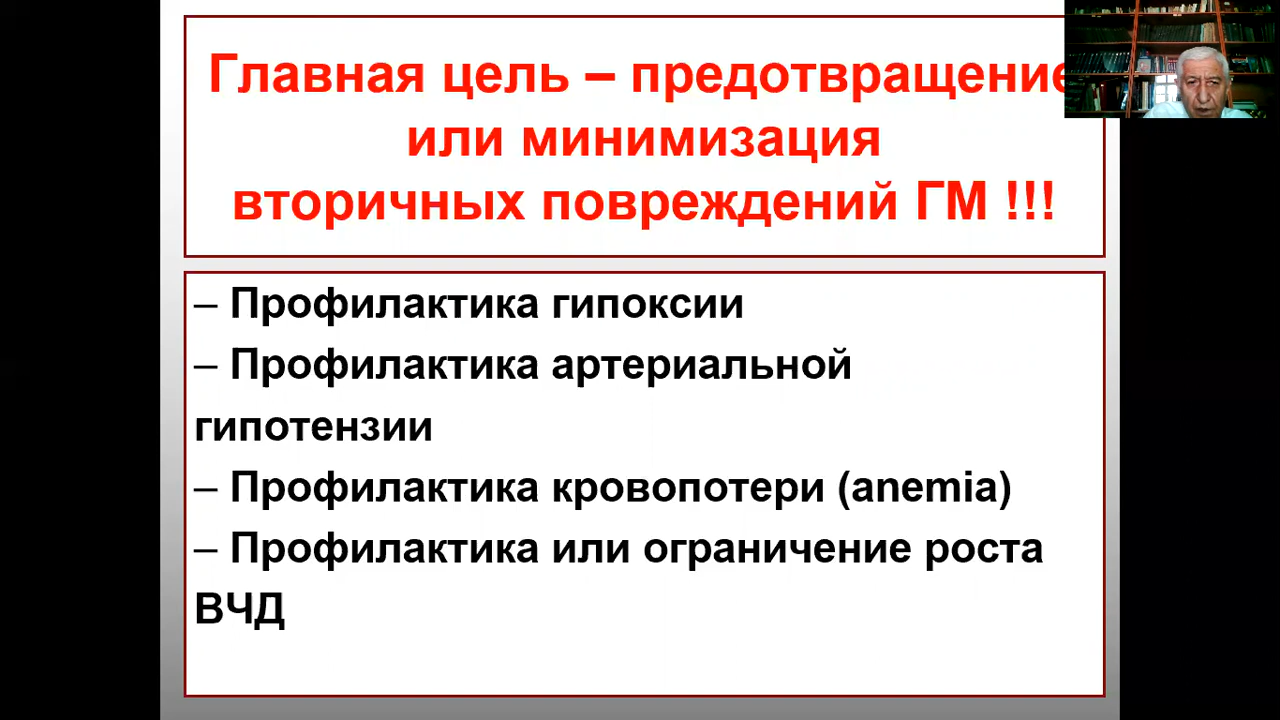 Главная цель – предотвращение
или минимизация
вторичных повреждений ГМ !!!
– Профилактика гипоксии
– Профилактика артериальной
гипотензии
– Профилактика кровопотери (anemia)
– Профилактика или ограничение роста
ВЧД